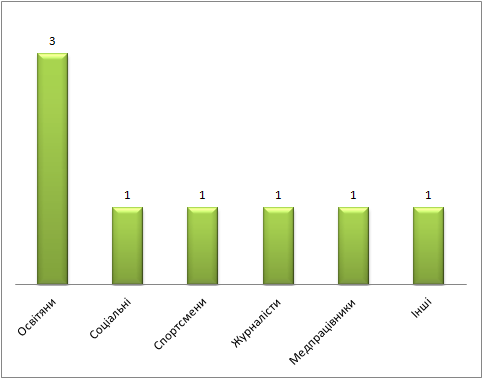 3
1
1
1
1
1
Освітяни
Соціальні
Спортсмени
Журналісти
Медпрацівники
Інші